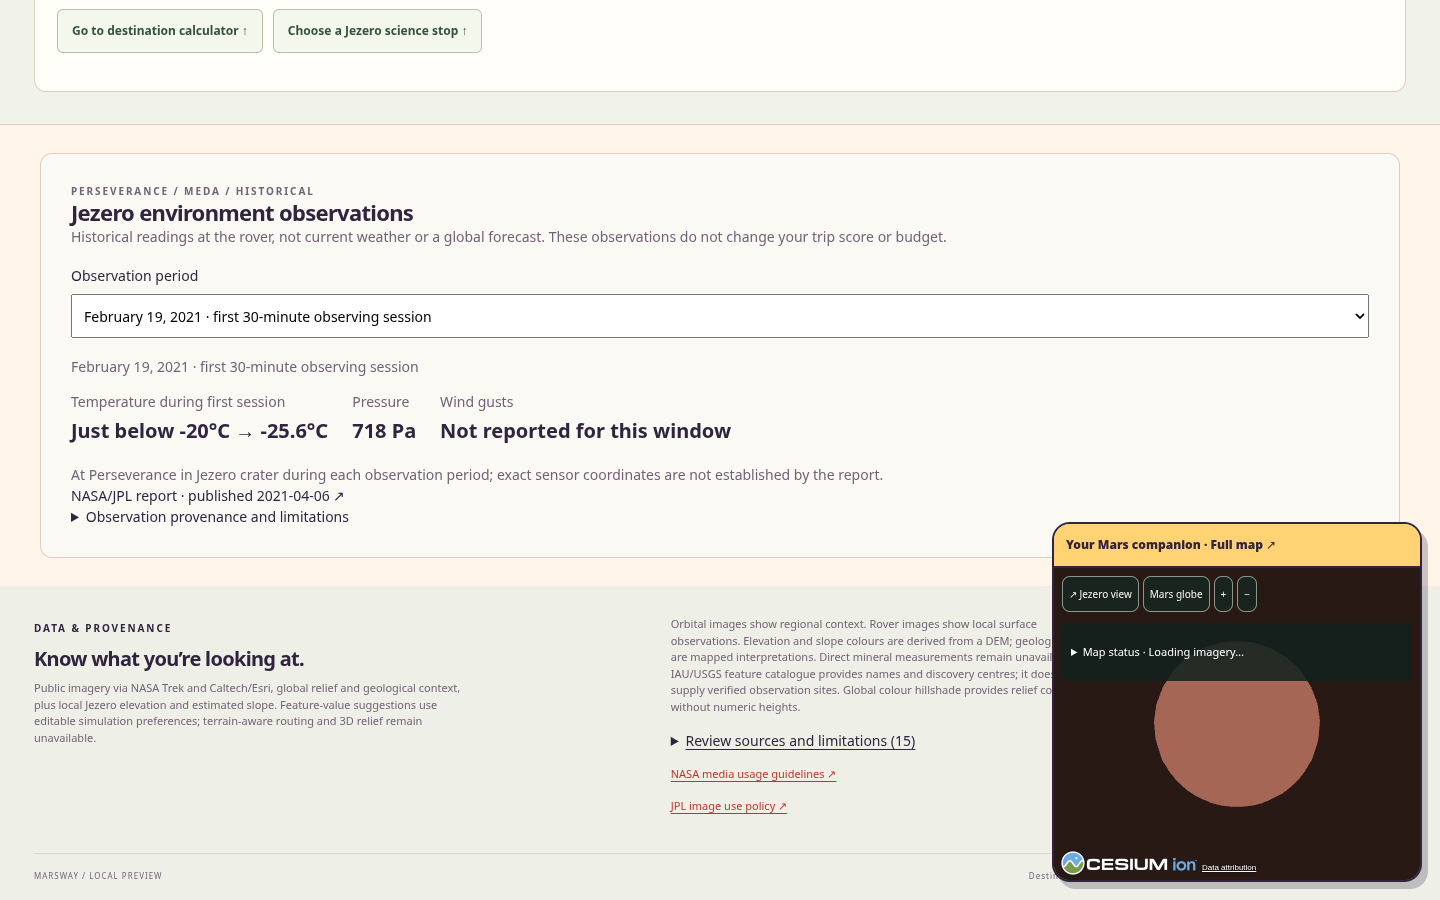 Go to destination calculator ↑
Choose a Jezero science stop ↑
PERSEVERANCE / MEDA / HISTORICAL
Jezero environment observations
Historical readings at the rover, not current weather or a global forecast. These observations do not change your trip score or budget.
Observation period
February 19, 2021 · first 30-minute observing session
February 19, 2021 · first 30-minute observing session
Temperature during first session
Just below -20°C → -25.6°C
Pressure
718 Pa
Wind gusts
Not reported for this window
At Perseverance in Jezero crater during each observation period; exact sensor coordinates are not established by the report.
NASA/JPL report · published 2021-04-06 ↗
▶ Observation provenance and limitations
DATA & PROVENANCE
Know what you’re looking at.
Public imagery via NASA Trek and Caltech/Esri, global relief and geological context,
plus local Jezero elevation and estimated slope. Feature-value suggestions use
editable simulation preferences; terrain-aware routing and 3D relief remain
unavailable.
Orbital images show regional context. Rover images show local surface
observations. Elevation and slope colours are derived from a DEM;
are mapped interpretations. Direct mineral measurements remain
IAU/USGS feature catalogue provides names and discovery centres; it
supply verified observation sites. Global colour hillshade provides relief
without numeric heights.
▶ Review sources and limitations (15)
NASA media usage guidelines ↗
JPL image use policy ↗
MARSWAY / LOCAL PREVIEW
Your Mars companion · Full map ↗
↗ Jezero view
Mars globe
+
−
▶ Map status · Loading imagery...
CESIUM ion
Data attribution